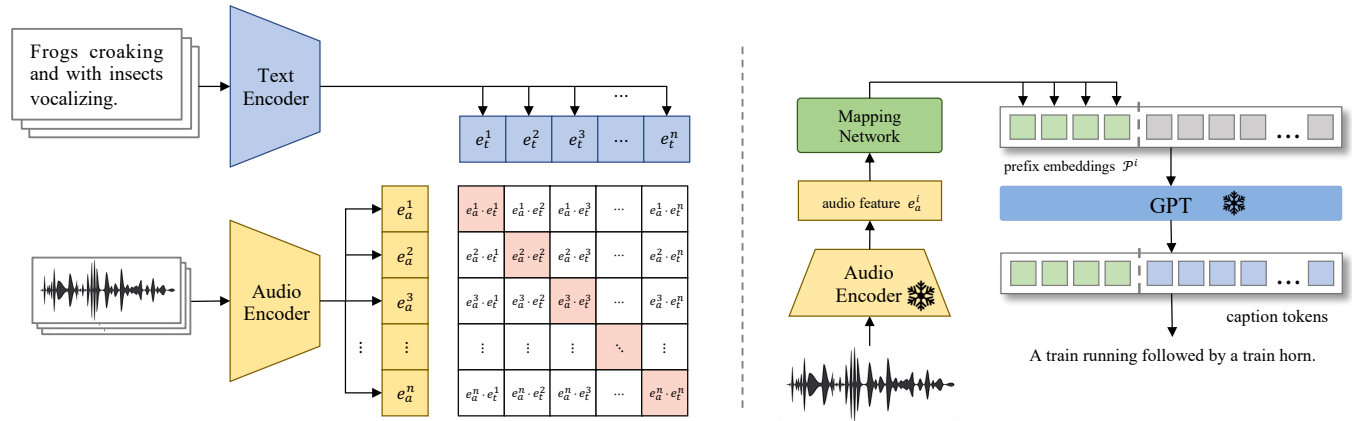 Frogs croaking
and with insects
vocalizing.
Text
Encoder
...
e_t^1 e_t^2 e_t^3 ... e_t^n
Audio
Encoder
e_a^1
e_a^2
e_a^3
⋮ ⋮
e_a^n
e_a^1 · e_t^1 e_a^1 · e_t^2 e_a^1 · e_t^3 ... e_a^1 · e_t^n
e_a^2 · e_t^1 e_a^2 · e_t^2 e_a^2 · e_t^3 ... e_a^2 · e_t^n
e_a^3 · e_t^1 e_a^3 · e_t^2 e_a^3 · e_t^3 ... e_a^3 · e_t^n
⋮ ⋮ ⋮ ⋱ ⋮
e_a^n · e_t^1 e_a^n · e_t^2 e_a^n · e_t^3 ... e_a^n · e_t^n
Mapping
Network
audio feature e_a^i
Audio
Encoder
...
prefix embeddings 𝒫^i
GPT
...
caption tokens
A train running followed by a train horn.